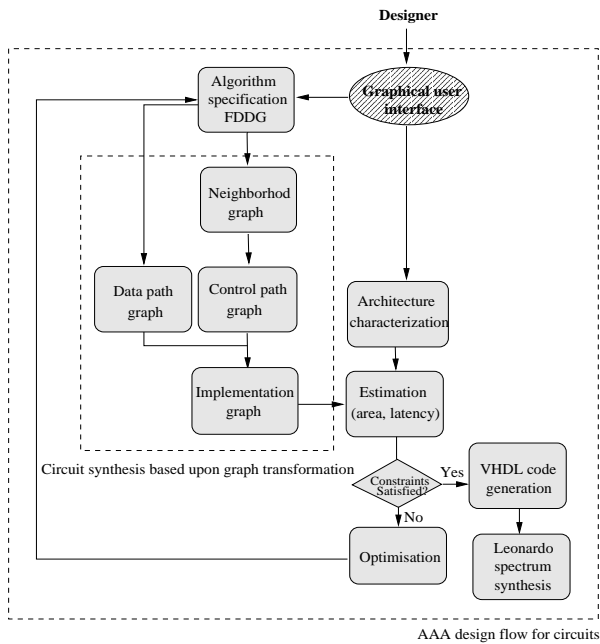 Designer
Graphical user
interface
Algorithm
specification
FDDG
Neighborhod
graph
Data path
graph
Control path
graph
Architecture
characterization
Implementation
graph
Estimation
(area, latency)
Circuit synthesis based upon graph transformation
Constraints
Satisfied?
Yes
VHDL code
generation
No
Optimisation
Leonardo
spectrum
synthesis
AAA design flow for circuits